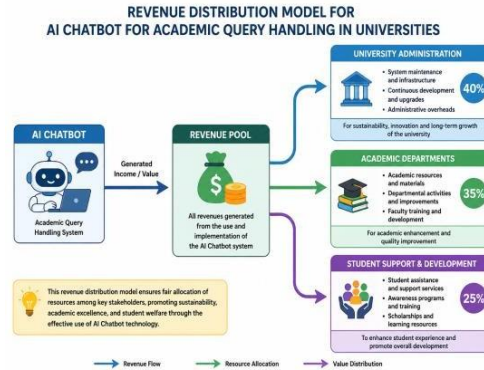 REVENUE DISTRIBUTION MODEL FOR
AI CHATBOT FOR ACADEMIC QUERY HANDLING IN UNIVERSITIES
AI CHATBOT
Academic Query
Handling System
Generated
Income / Value
REVENUE POOL
$
All revenues generated
from the use and
implementation of
the AI Chatbot system
UNIVERSITY ADMINISTRATION
• System maintenance
and infrastructure
• Continuous development
and upgrades
• Administrative overheads
40%
For sustainability, innovation and long-term growth
of the university
ACADEMIC DEPARTMENTS
• Academic resources
and materials
• Departmental activities
and improvements
• Faculty training and
development
35%
For academic enhancement and
quality improvement
STUDENT SUPPORT & DEVELOPMENT
• Student assistance
and support services
• Awareness programs
and training
• Scholarships and
learning resources
25%
To enhance student experience and
promote overall development
This revenue distribution model ensures fair allocation of
resources among key stakeholders, promoting sustainability,
academic excellence, and student welfare through the
effective use of AI Chatbot technology.
Revenue Flow
Resource Allocation
Value Distribution